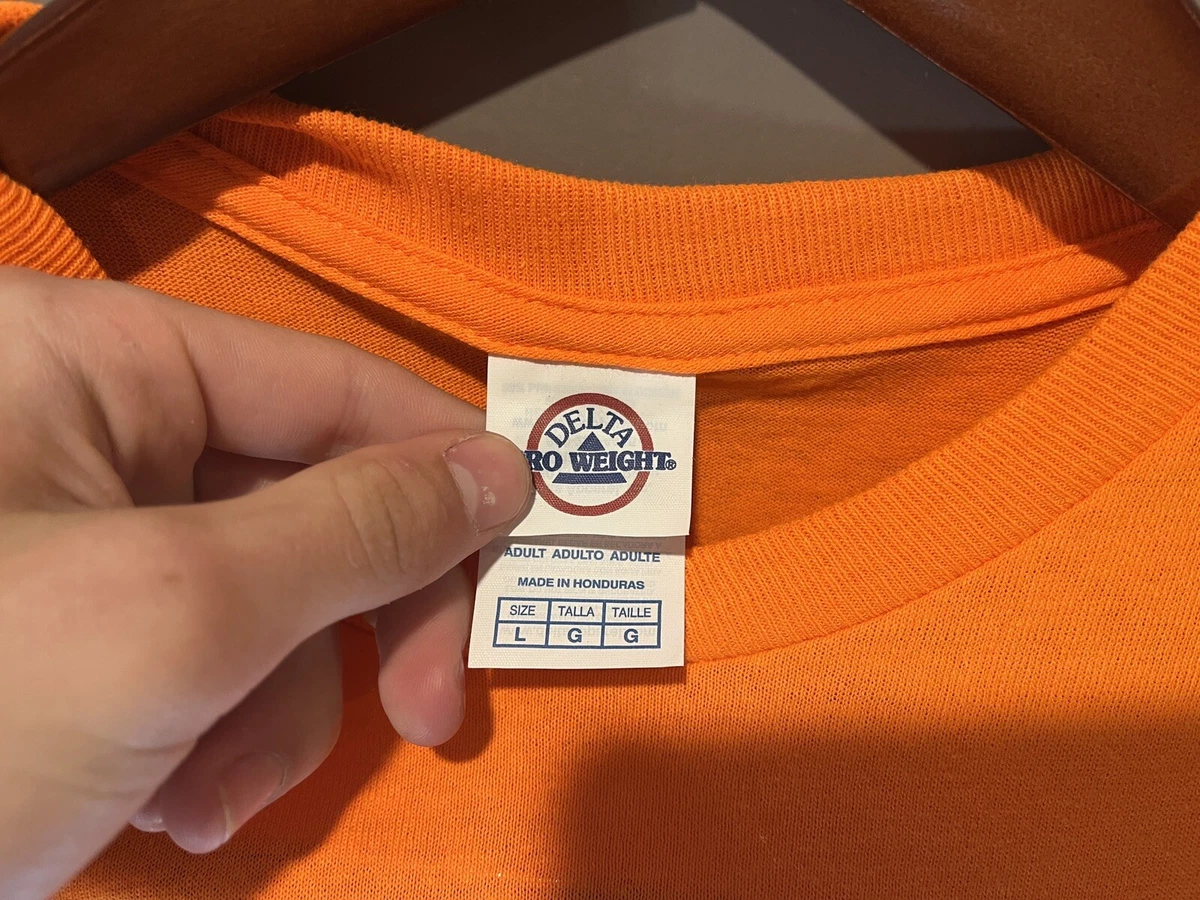 DELTA
RO WEIGHT®
ADULT ADULTO ADULTE
MADE IN HONDURAS
SIZE TALLA TAILLE
L G G